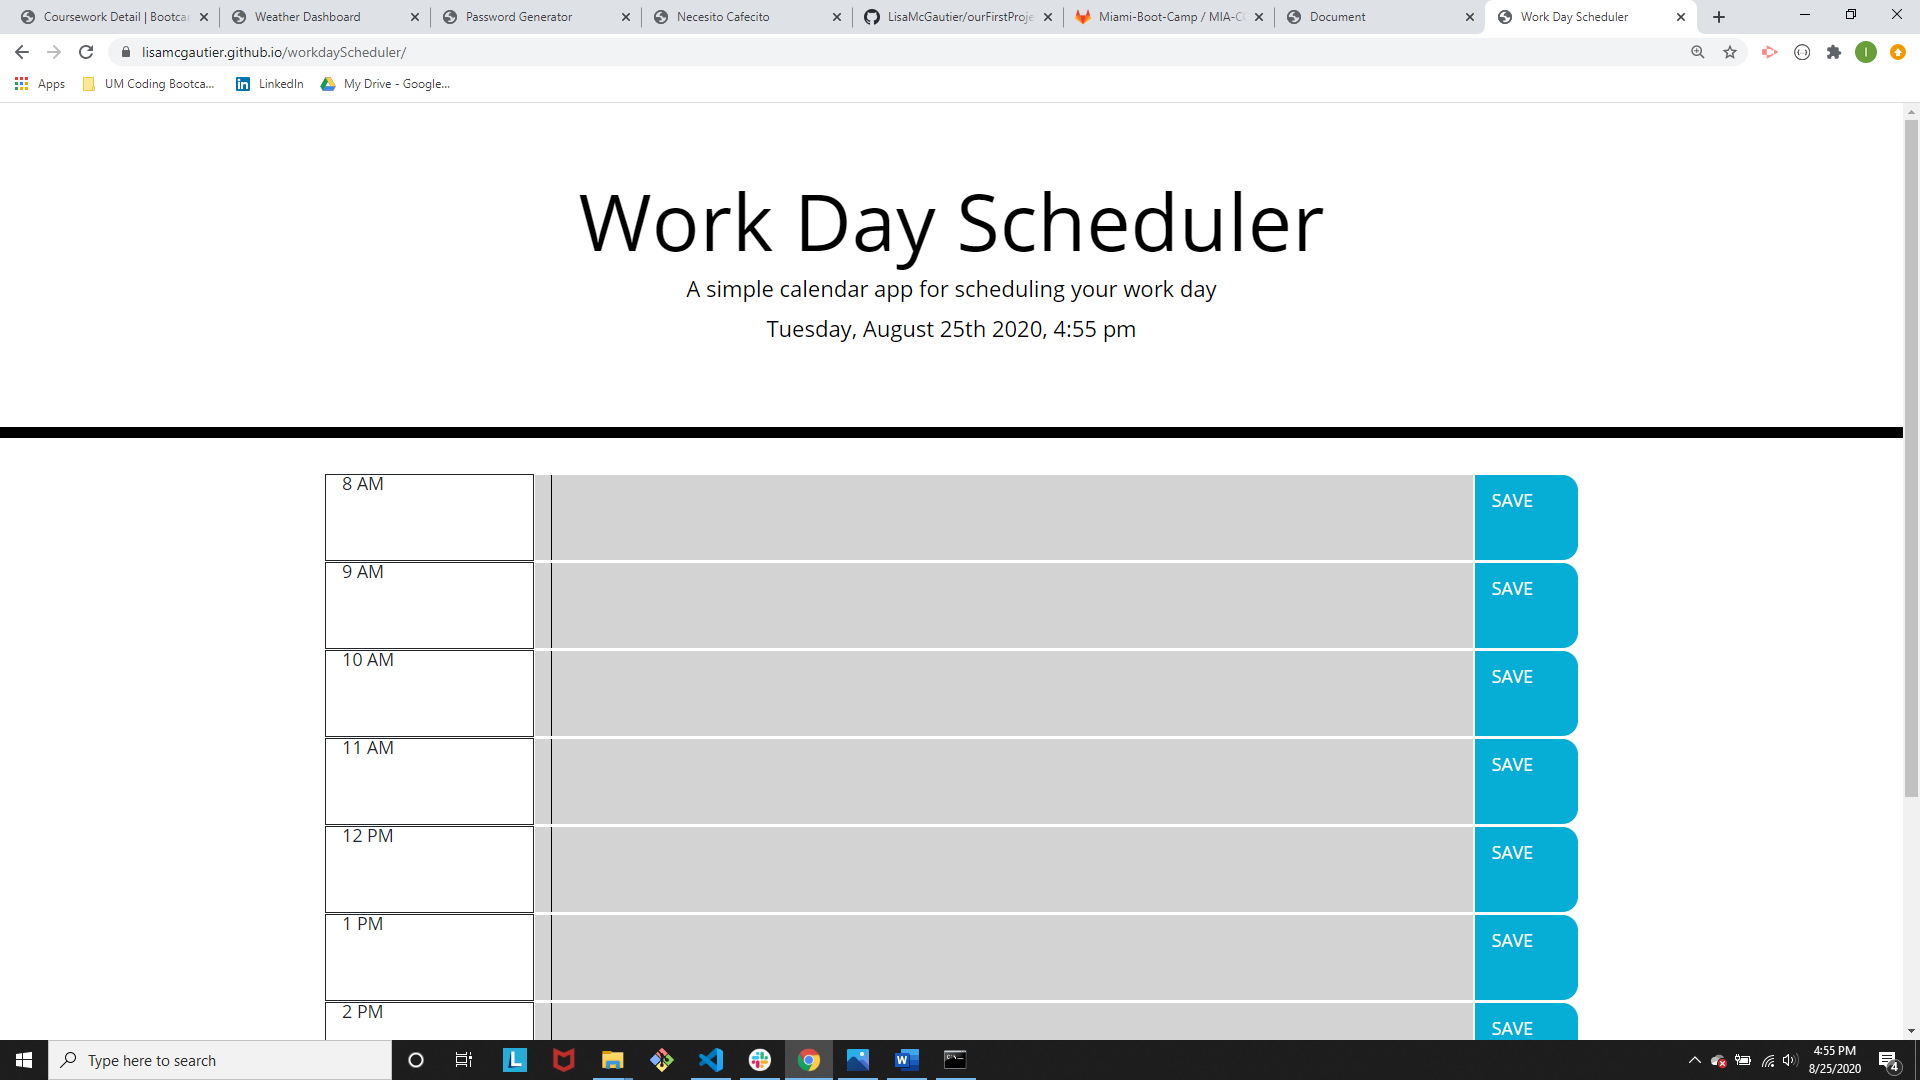 Coursework Detail | Bootca
Weather Dashboard
Password Generator
Necesito Cafecito
LisaMcGautier/ourFirstProje
Miami-Boot-Camp / MIA-C
Document
Work Day Scheduler
lisamcgautier.github.io/workdayScheduler/
I
Apps
UM Coding Bootca...
LinkedIn
My Drive - Google...
Work Day Scheduler
A simple calendar app for scheduling your work day
Tuesday, August 25th 2020, 4:55 pm
8 AM
SAVE
9 AM
SAVE
10 AM
SAVE
11 AM
SAVE
12 PM
SAVE
1 PM
SAVE
2 PM
SAVE
Type here to search
L
4:55 PM
8/25/2020
4